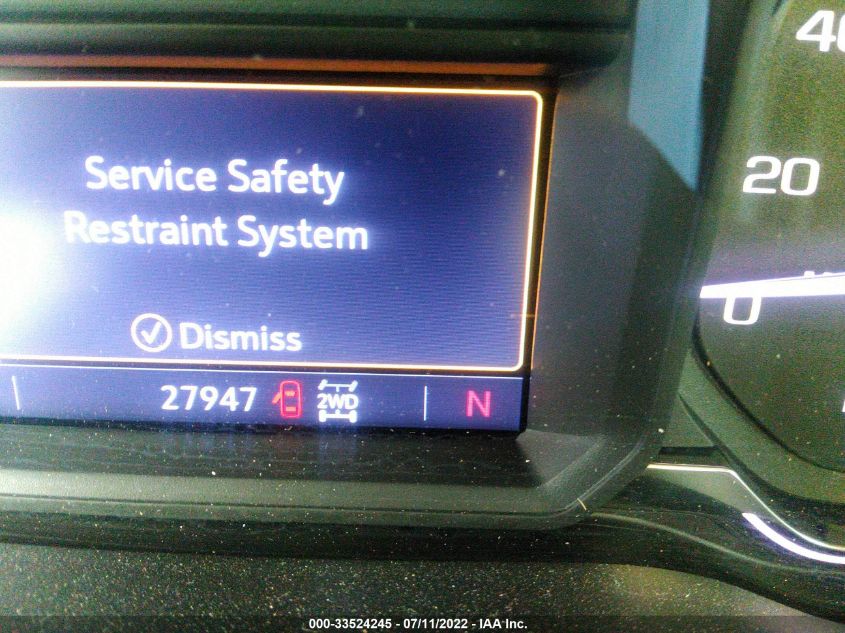 Service Safety
Restraint System
Dismiss
27947 2WD N
40
20
0
000-33524245 - 07/11/2022 - IAA Inc.